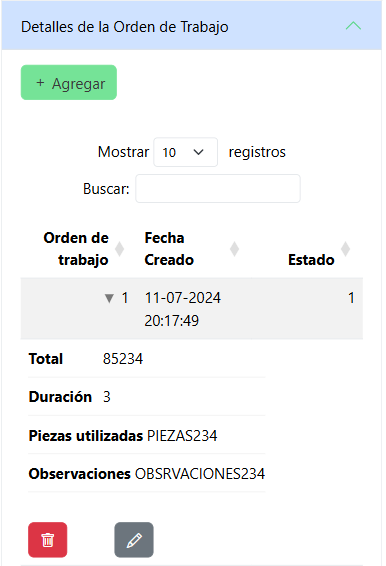 Detalles de la Orden de Trabajo
+ Agregar
Mostrar 10 registros
Buscar:
Orden de trabajo
Fecha Creado
Estado
1 11-07-2024 20:17:49 1
Total 85234
Duración 3
Piezas utilizadas PIEZAS234
Observaciones OBSRVACIONES234